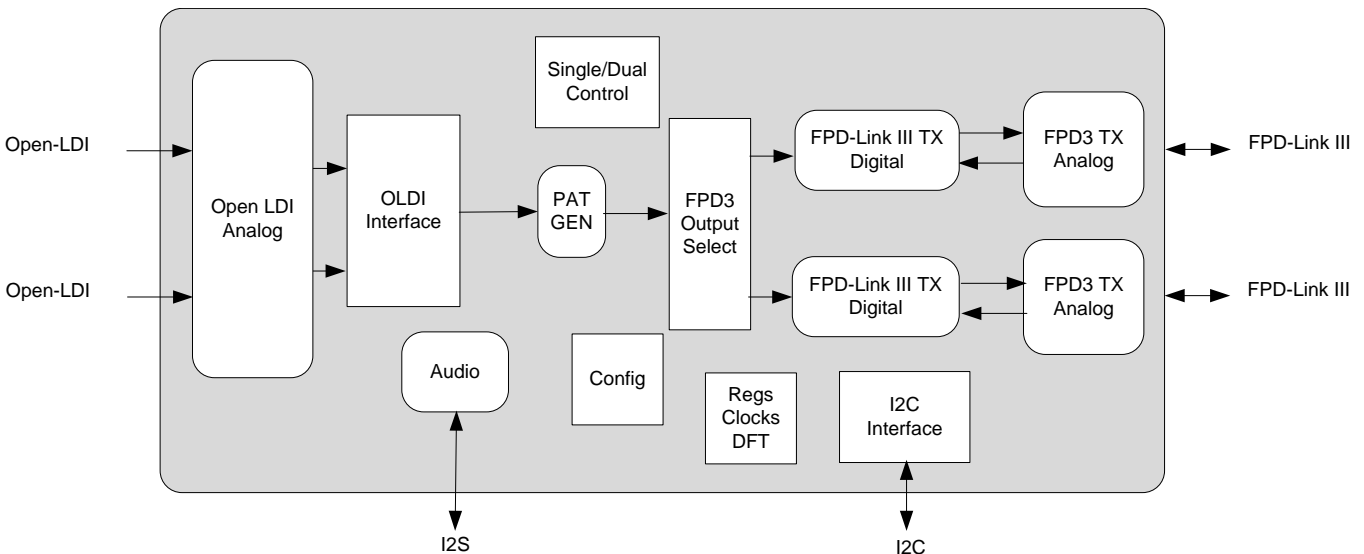 Single/Dual
Control
Open-LDI
Open-LDI
Open LDI
Analog
OLDI
Interface
PAT
GEN
FPD3
Output
Select
FPD-Link III TX
Digital
FPD3 TX
Analog
FPD-Link III
FPD-Link III TX
Digital
FPD3 TX
Analog
FPD-Link III
Audio
Config
Regs
Clocks
DFT
I2C
Interface
I2S
I2C